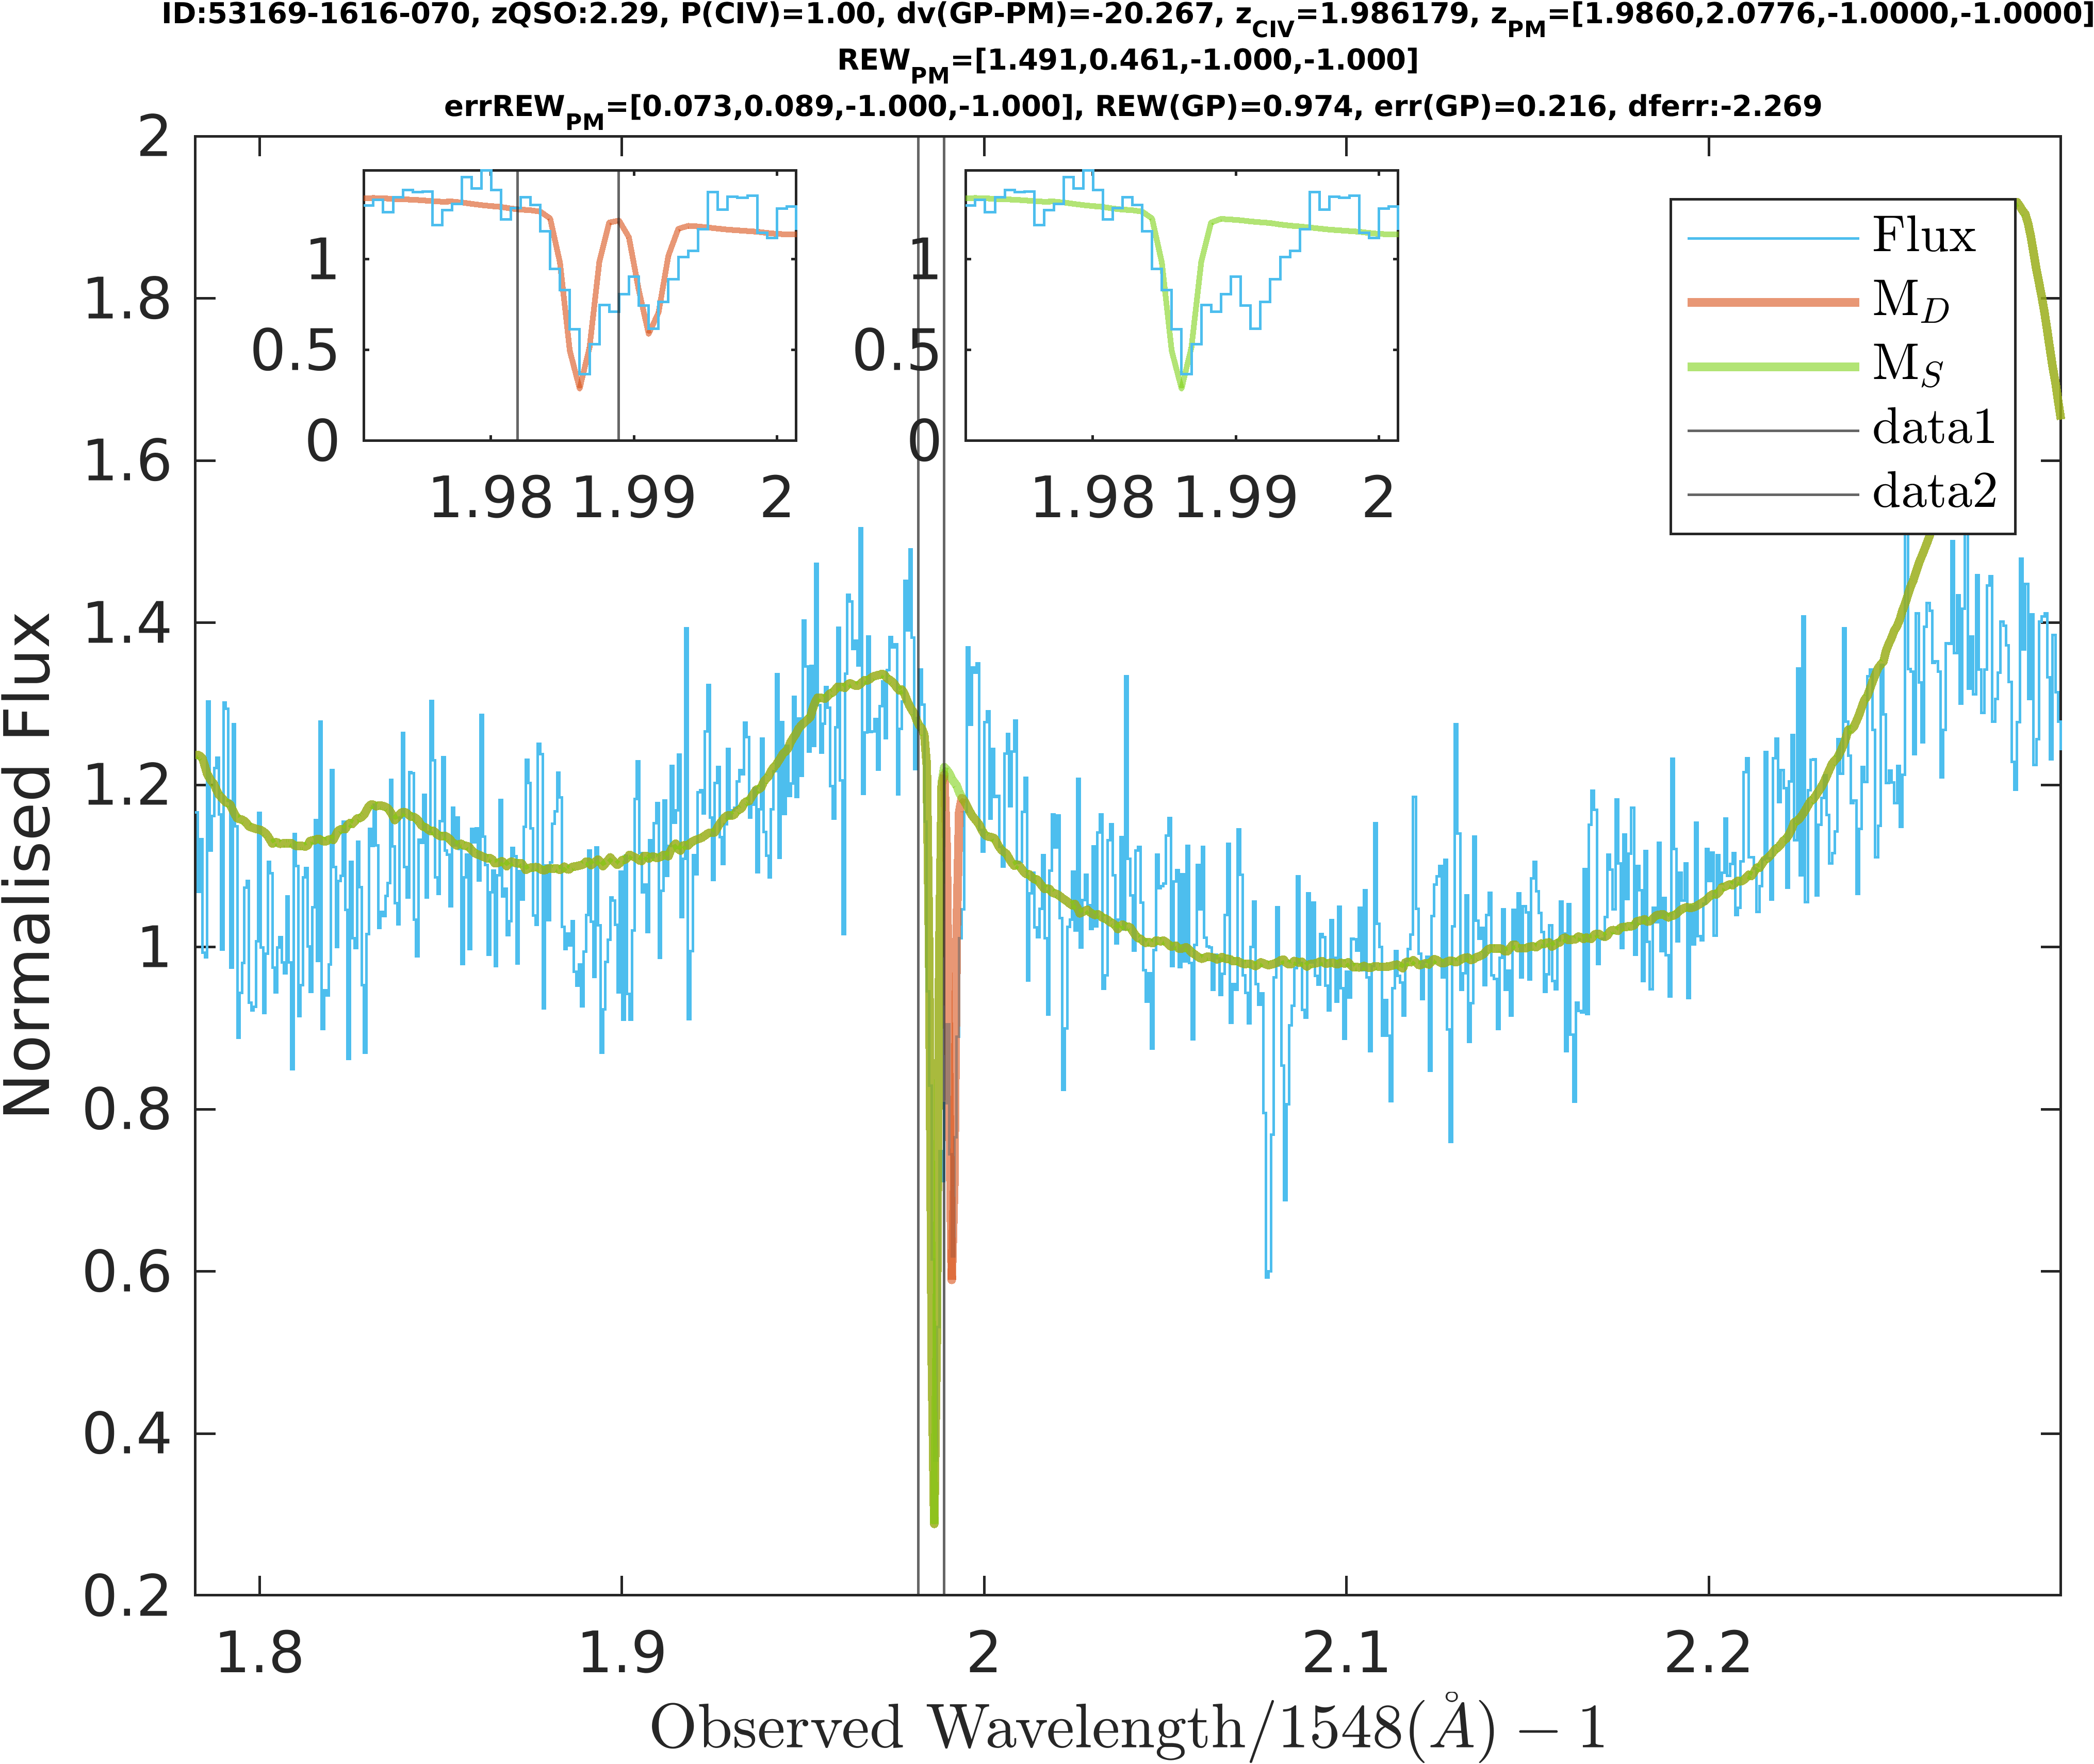 ID:53169-1616-070, zQSO:2.29, P(CIV)=1.00, dv(GP-PM)=-20.267, zCIV=1.986179, zPM=[1.9860,2.0776,-1.0000,-1.0000]
REWPM=[1.491,0.461,-1.000,-1.000]
errREWPM=[0.073,0.089,-1.000,-1.000], REW(GP)=0.974, err(GP)=0.216, dferr:-2.269
2
1.8
1.6
1.4
1.2
1
0.8
0.6
0.4
0.2
Normalised Flux
1
0.5
0
1.98 1.99 2
1
0.5
0
1.98 1.99 2
Flux
MD
MS
data1
data2
1.8 1.9 2 2.1 2.2
Observed Wavelength/1548(Å) − 1